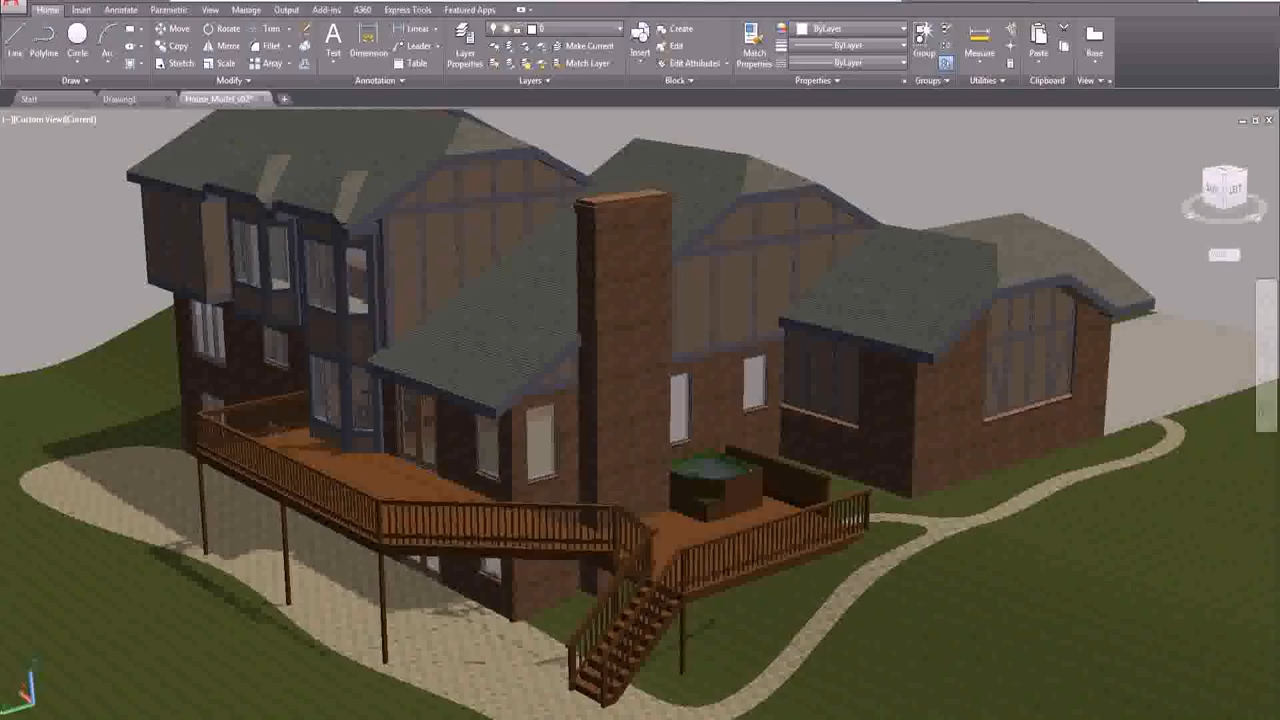 Home Insert Annotate Parametric View Manage Output Add-ins A360 Express Tools Featured Apps
Line Polyline Circle Arc
Move Rotate Trim
Copy Mirror Fillet
Stretch Scale Array
Text Dimension
Linear
Leader
Table
Layer Properties
0
Make Current
Match Layer
Insert
Create
Edit
Edit Attributes
Match Properties
ByLayer
ByLayer
ByLayer
Group
Measure
Paste
Base
Draw Modify Annotation Layers Block Properties Groups Utilities Clipboard View
Start Drawing1 House_Model_v02*
[−][Custom View][Current]